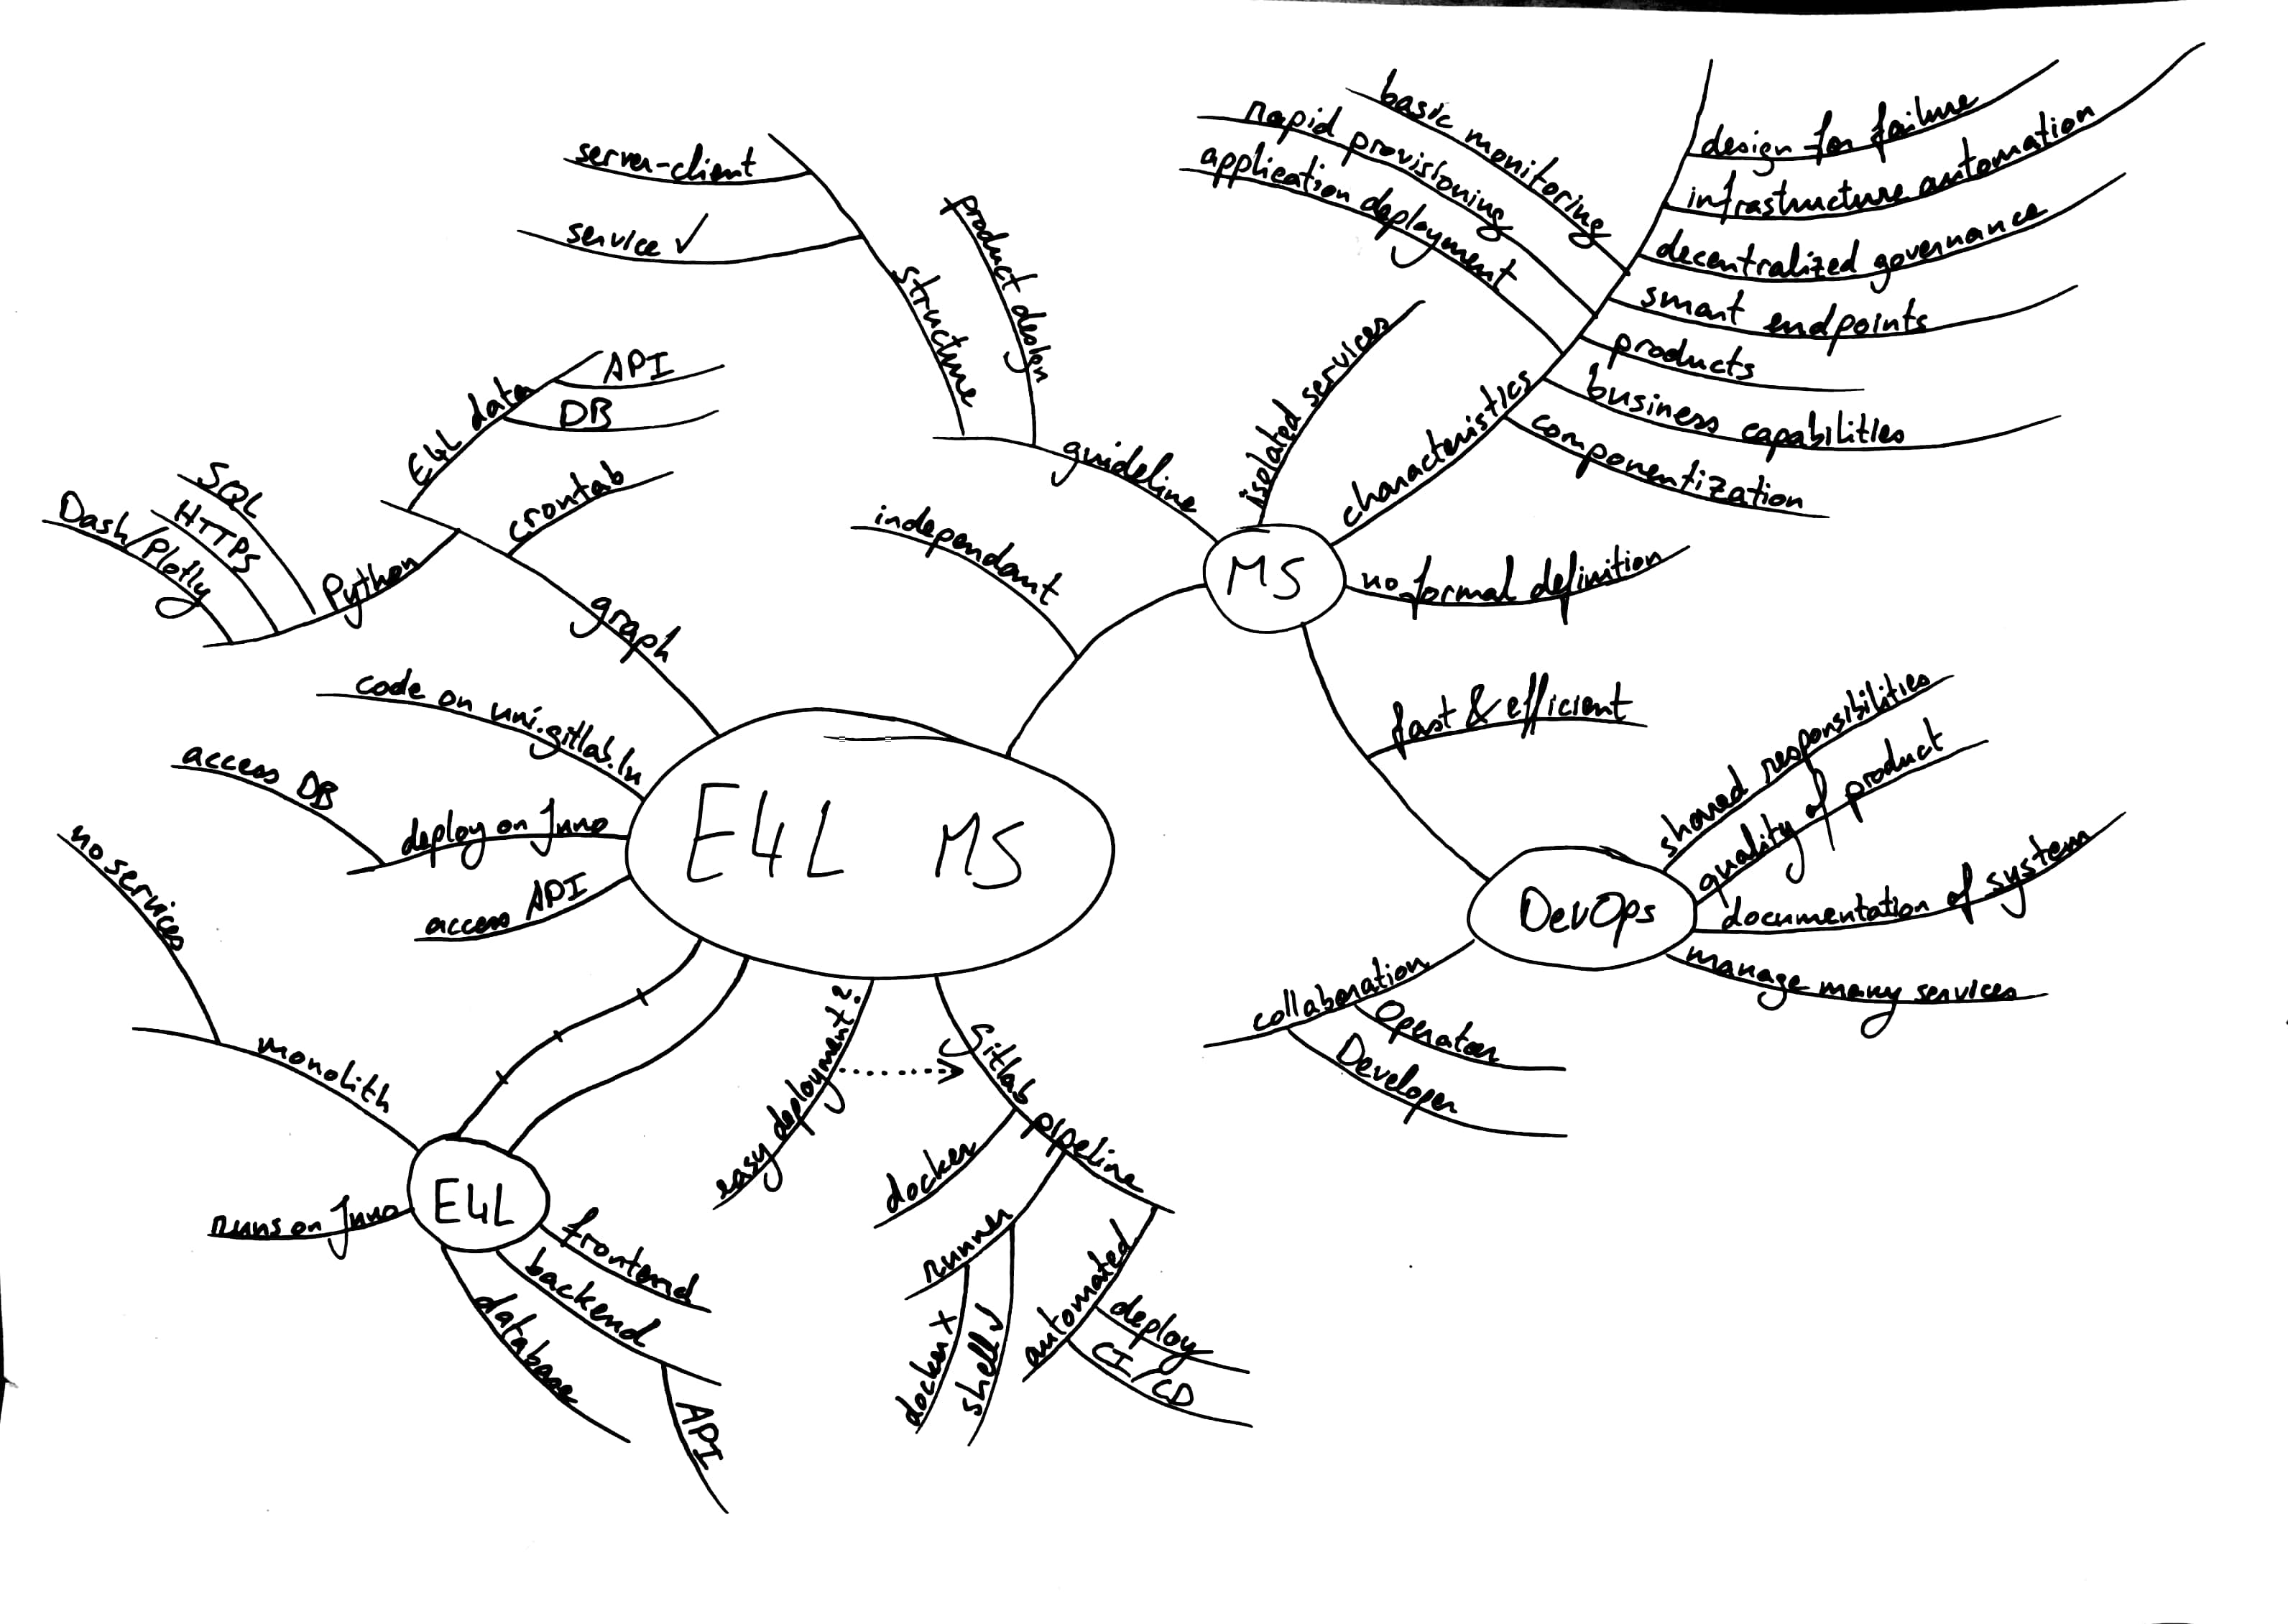 basic monitoring
rapid provisioning
application deployment
design for failure
infrastructure automation
decentralized governance
smart endpoints
products
business capabilities
componentization
characteristics
isolated services
server-client
service ✓
structure
product design
guideline
MS
no formal definition
independant
E4L data
API
DB
crontab
SQL
HTTPS
Dash/Plotly
Python
graph
code on uni.gitlab.lu
access DB
deploy on Juno
access API
E4L MS
fast & efficient
shared responsibilities
quality of product
documentation of system
manage many services
DevOps
collaboration
Operator
Developer
no services
monolith
E4L
runs on Juno
frontend
backend
database
API
easy deployment?
Gitlab pipeline
docker
runner
docker x
shell ✓
automated
deploy
CI/CD